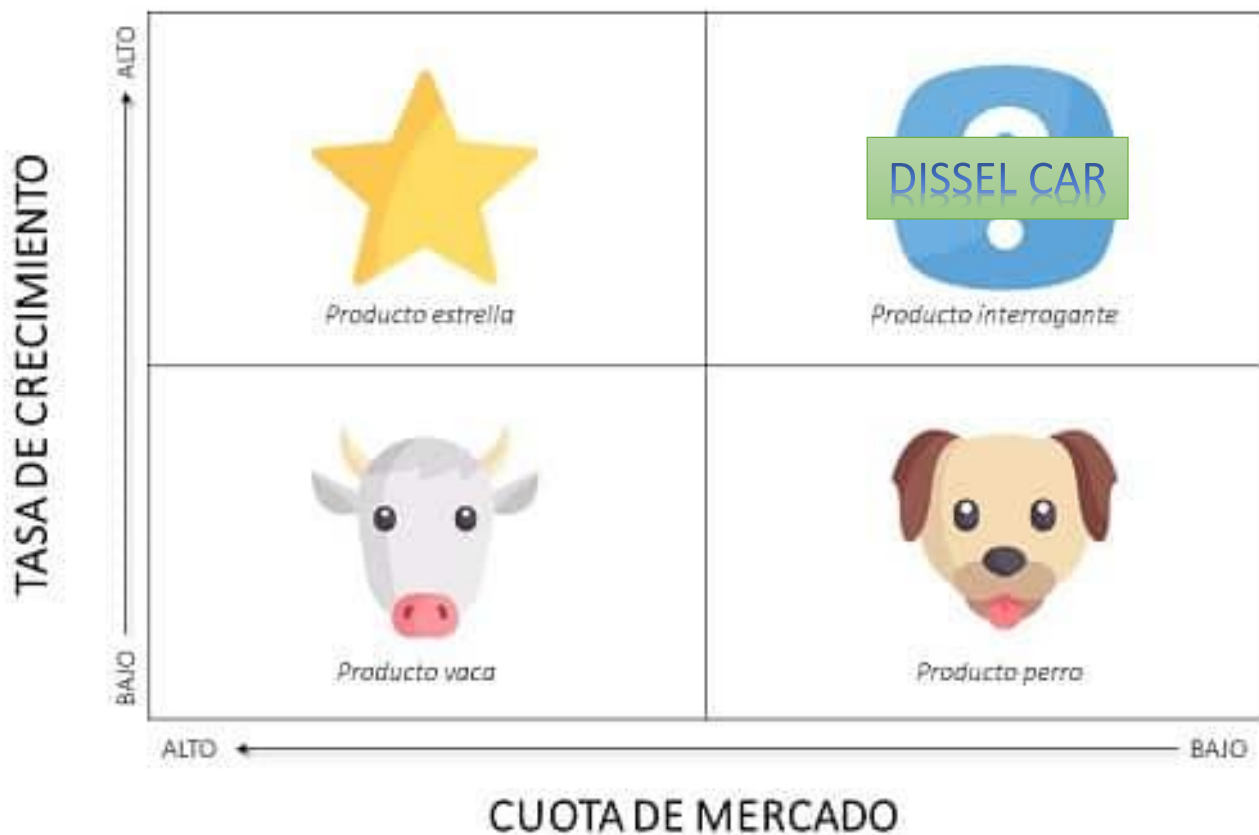 ALTO
TASA DE CRECIMIENTO
BAJO
DISSEL CAR
Producto estrella
Producto interrogante
Producto vaca
Producto perro
ALTO
BAJO
CUOTA DE MERCADO